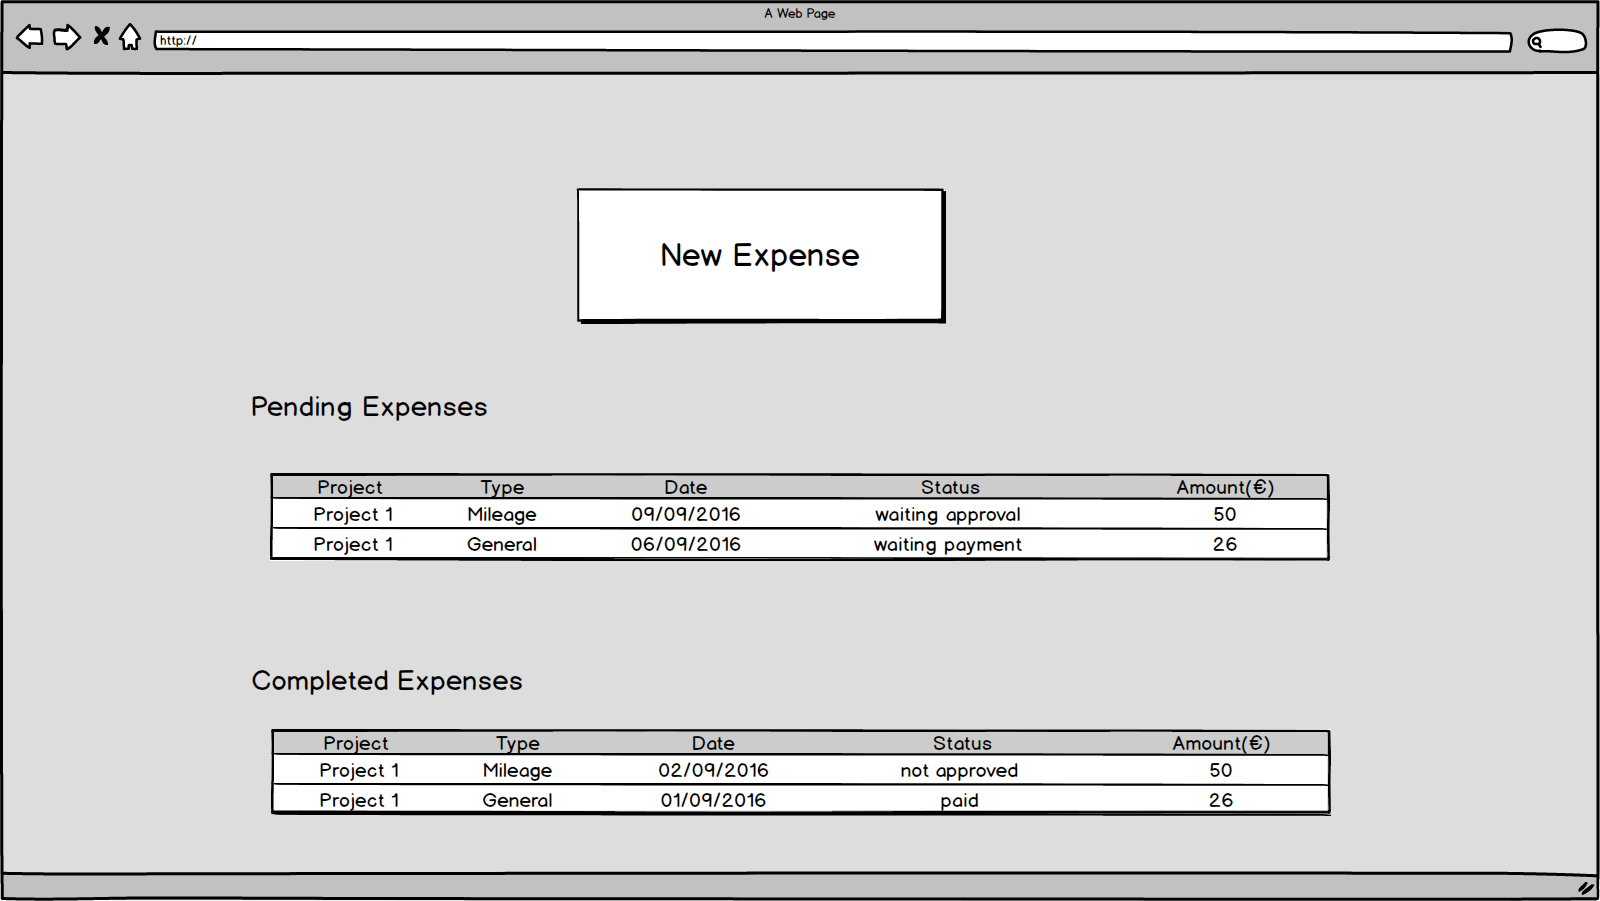 A Web Page
http://
New Expense
Pending Expenses
Project Type Date Status Amount(€)
Project 1 Mileage 09/09/2016 waiting approval 50
Project 1 General 06/09/2016 waiting payment 26
Completed Expenses
Project Type Date Status Amount(€)
Project 1 Mileage 02/09/2016 not approved 50
Project 1 General 01/09/2016 paid 26